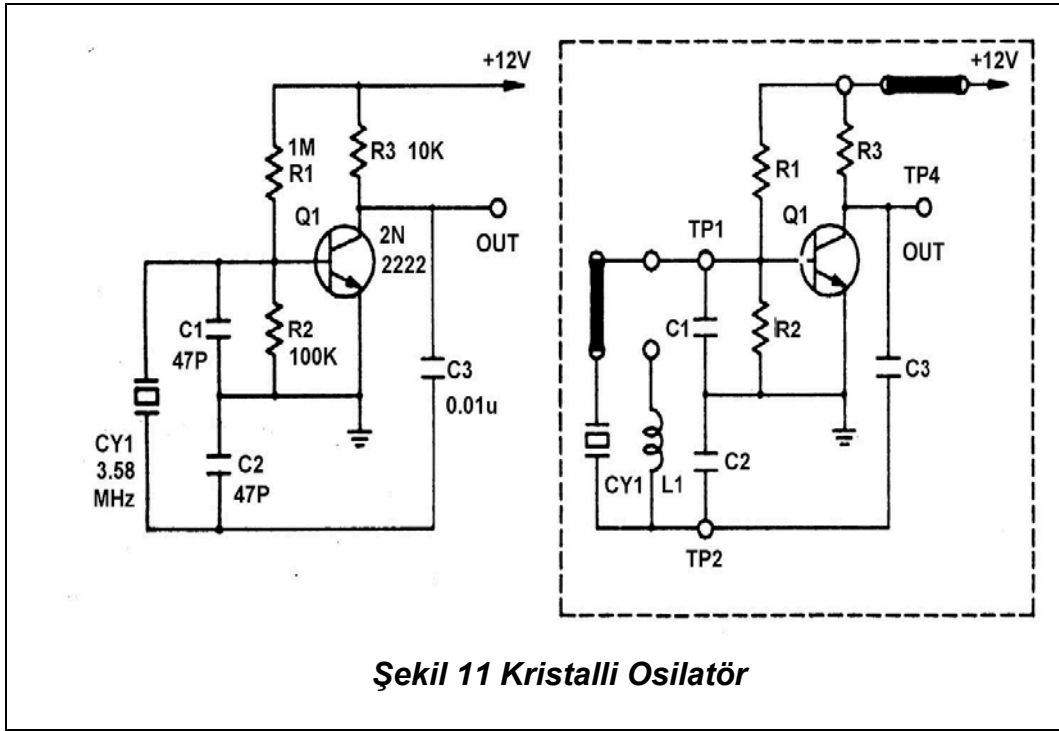 +12V
1M
R1
R3 10K
Q1
2N
2222
OUT
C1
47P
R2
100K
C3
0.01u
CY1
3.58
MHz
C2
47P
+12V
R1
R3
TP4
Q1
TP1
OUT
C1
R2
C3
CY1
L1
C2
TP2
Şekil 11 Kristalli Osilatör